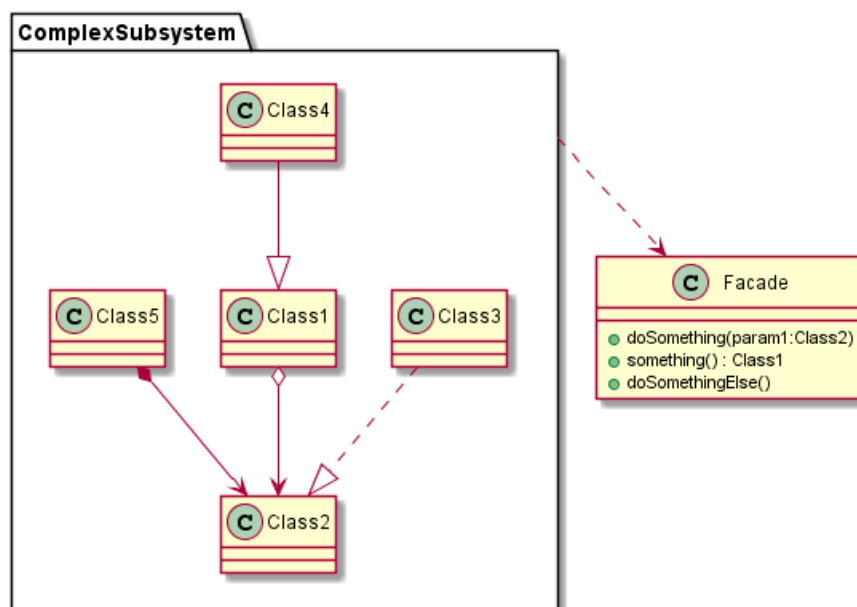 ComplexSubsystem
C Class4
C Class5
C Class1
C Class3
C Class2
C Facade
doSomething(param1:Class2)
something() : Class1
doSomethingElse()